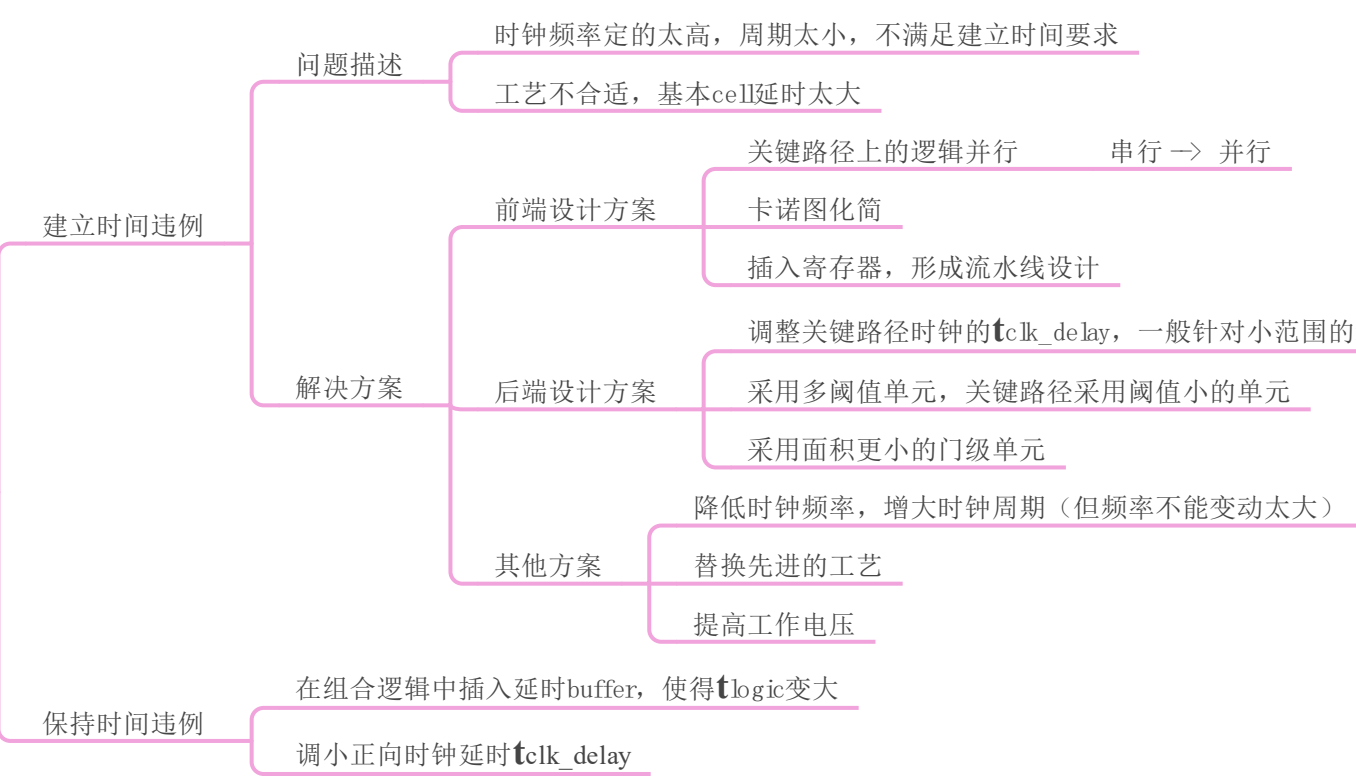 时钟频率定的太高，周期太小，不满足建立时间要求
问题描述
工艺不合适，基本cell延时太大
关键路径上的逻辑并行 串行 —> 并行
建立时间违例
前端设计方案
卡诺图化简
插入寄存器，形成流水线设计
调整关键路径时钟的tclk_delay，一般针对小范围的
解决方案
后端设计方案
采用多阈值单元，关键路径采用阈值小的单元
采用面积更小的门级单元
降低时钟频率，增大时钟周期（但频率不能变动太大）
其他方案
替换先进的工艺
提高工作电压
在组合逻辑中插入延时buffer，使得tlogic变大
保持时间违例
调小正向时钟延时tclk_delay